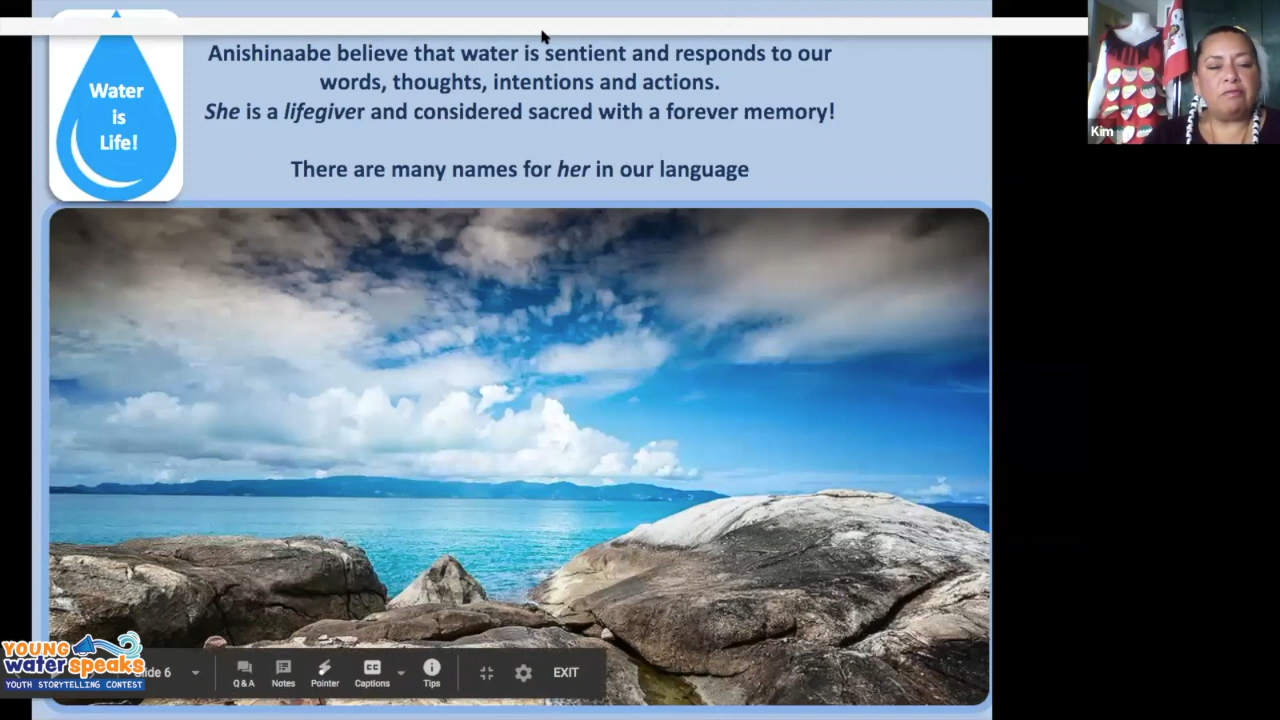 Water
is
Life!
Anishinaabe believe that water is sentient and responds to our
words, thoughts, intentions and actions.
She is a lifegiver and considered sacred with a forever memory!
There are many names for her in our language
Kim
YOUNG
water speaks
YOUTH STORYTELLING CONTEST
6
Q & A
Notes
Pointer
Captions
Tips
EXIT